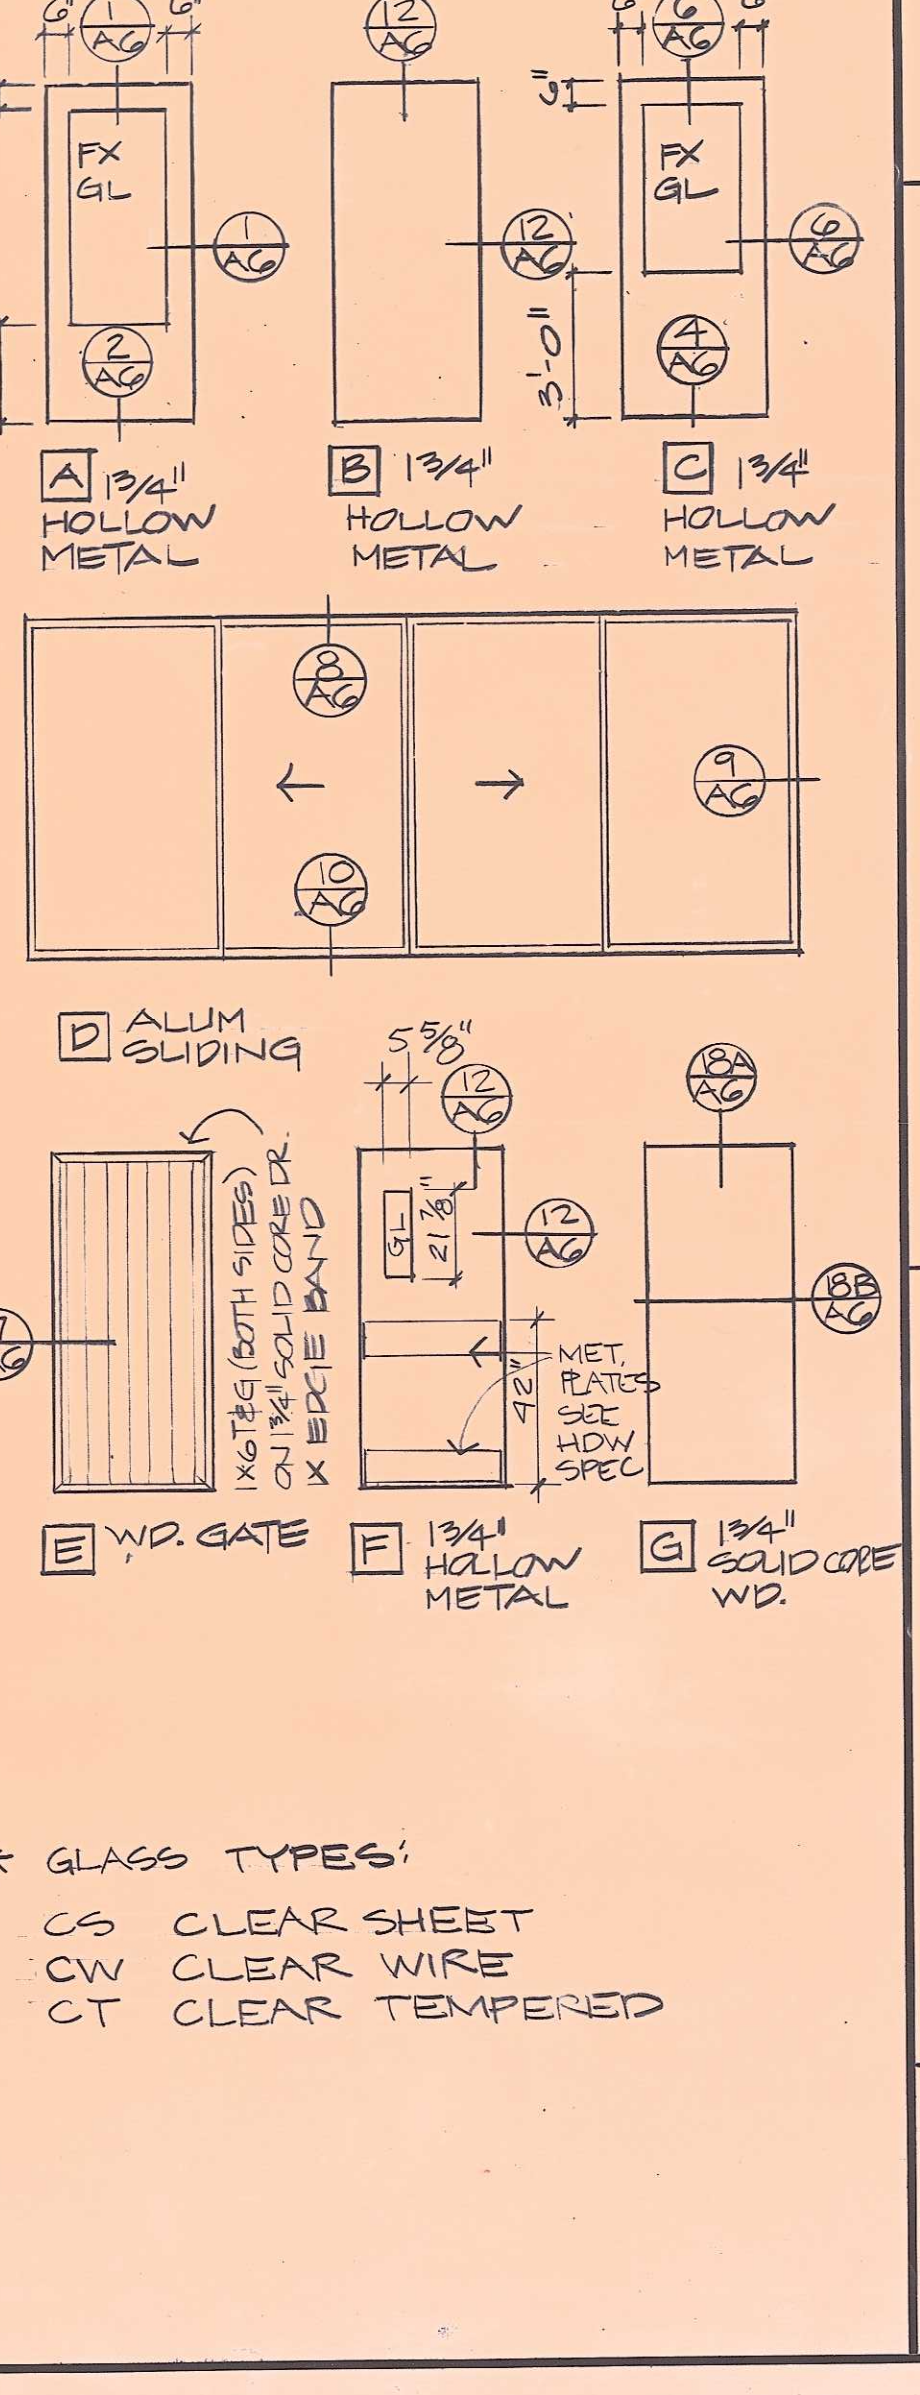 6" 1 6"
A6
12
A6
6 6 6
A6
6"
FX
GL
FX
GL
1
A6
12
A6
6
A6
2
A6
3'-0"
4
A6
A 1 3/4"
HOLLOW
METAL
B 1 3/4"
HOLLOW
METAL
C 1 3/4"
HOLLOW
METAL
8
A6
9
A6
10
A6
D ALUM
SLIDING
5 5/8"
12
A6
18A
A6
1X6 T&G (BOTH SIDES)
ON 1 3/4" SOLID CORE DR.
1X EDGE BAND
GL
21 7/8"
12
A6
18B
A6
7
A6
42"
MET.
PLATES
SEE
HDW
SPEC
E WD. GATE
F 1 3/4"
HOLLOW
METAL
G 1 3/4"
SOLID CORE
WD.
* GLASS TYPES:
CS CLEAR SHEET
CW CLEAR WIRE
CT CLEAR TEMPERED